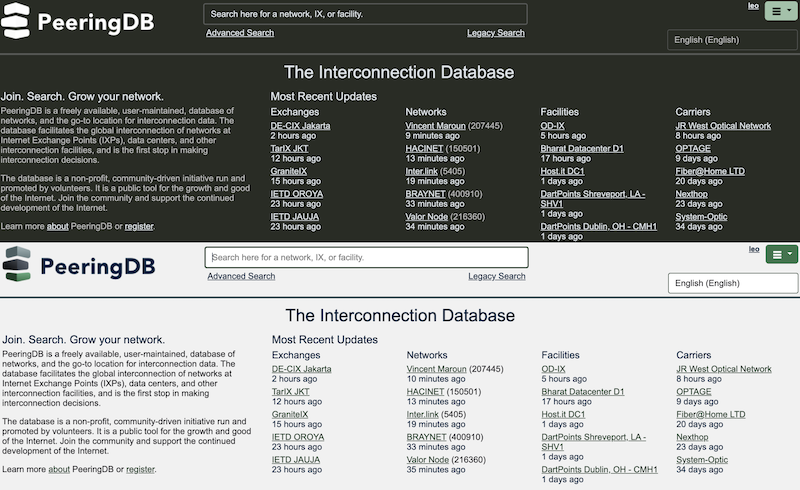 PeeringDB
Search here for a network, IX, or facility.
Advanced Search
Legacy Search
leo
English (English)
The Interconnection Database
Join. Search. Grow your network.
PeeringDB is a freely available, user-maintained, database of
networks, and the go-to location for interconnection data. The
database facilitates the global interconnection of networks at
Internet Exchange Points (IXPs), data centers, and other
interconnection facilities, and is the first stop in making
interconnection decisions.
The database is a non-profit, community-driven initiative run and
promoted by volunteers. It is a public tool for the growth and good
of the Internet. Join the community and support the continued
development of the Internet.
Learn more about PeeringDB or register.
Most Recent Updates
Exchanges
DE-CIX Jakarta
2 hours ago
TarIX JKT
12 hours ago
GraniteIX
15 hours ago
IETD OROYA
23 hours ago
IETD JAUJA
23 hours ago
Networks
Vincent Maroun (207445)
9 minutes ago
HACINET (150501)
13 minutes ago
Inter.link (5405)
19 minutes ago
BRAYNET (400910)
33 minutes ago
Valor Node (216360)
34 minutes ago
Facilities
OD-IX
5 hours ago
Bharat Datacenter D1
17 hours ago
Host.it DC1
1 days ago
DartPoints Shreveport, LA -
SHV1
1 days ago
DartPoints Dublin, OH - CMH1
1 days ago
Carriers
JR West Optical Network
8 hours ago
OPTAGE
9 days ago
Fiber@Home LTD
20 days ago
Nexthop
23 days ago
System-Optic
34 days ago
PeeringDB
Search here for a network, IX, or facility.
Advanced Search
Legacy Search
leo
English (English)
The Interconnection Database
Join. Search. Grow your network.
PeeringDB is a freely available, user-maintained, database of
networks, and the go-to location for interconnection data. The
database facilitates the global interconnection of networks at
Internet Exchange Points (IXPs), data centers, and other
interconnection facilities, and is the first stop in making
interconnection decisions.
The database is a non-profit, community-driven initiative run and
promoted by volunteers. It is a public tool for the growth and good
of the Internet. Join the community and support the continued
development of the Internet.
Learn more about PeeringDB or register.
Most Recent Updates
Exchanges
DE-CIX Jakarta
2 hours ago
TarIX JKT
12 hours ago
GraniteIX
15 hours ago
IETD OROYA
23 hours ago
IETD JAUJA
23 hours ago
Networks
Vincent Maroun (207445)
10 minutes ago
HACINET (150501)
13 minutes ago
Inter.link (5405)
19 minutes ago
BRAYNET (400910)
33 minutes ago
Valor Node (216360)
35 minutes ago
Facilities
OD-IX
5 hours ago
Bharat Datacenter D1
17 hours ago
Host.it DC1
1 days ago
DartPoints Shreveport, LA -
SHV1
1 days ago
DartPoints Dublin, OH - CMH1
1 days ago
Carriers
JR West Optical Network
8 hours ago
OPTAGE
9 days ago
Fiber@Home LTD
20 days ago
Nexthop
23 days ago
System-Optic
34 days ago